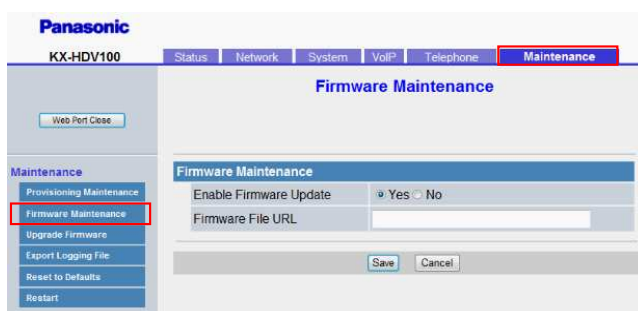 Panasonic
KX-HDV100
Status Network System VoIP Telephone Maintenance
Firmware Maintenance
Web Port Close
Maintenance
Provisioning Maintenance
Firmware Maintenance
Upgrade Firmware
Export Logging File
Reset to Defaults
Restart
Firmware Maintenance
Enable Firmware Update Yes No
Firmware File URL
Save Cancel